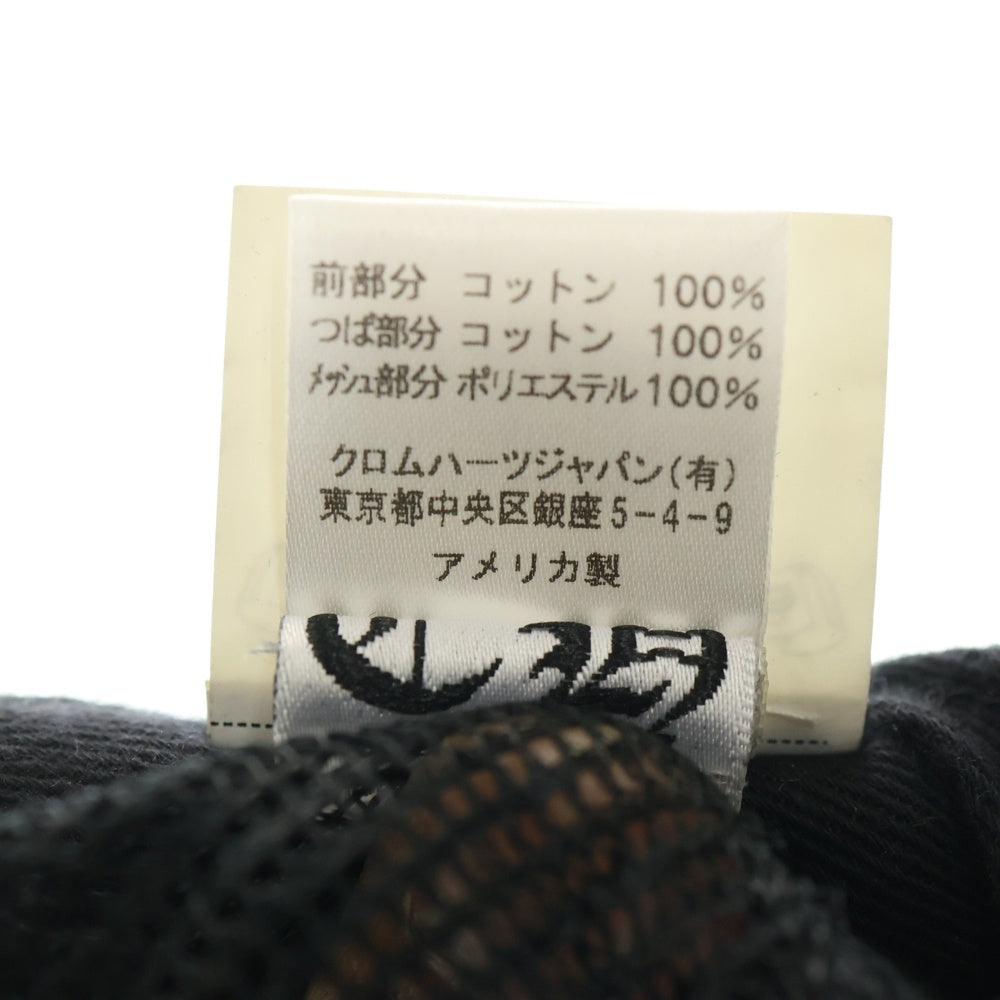 前部分 コットン 100%
つば部分 コットン 100%
メッシュ部分 ポリエステル 100%
クロムハーツジャパン(有)
東京都中央区銀座5-4-9
アメリカ製